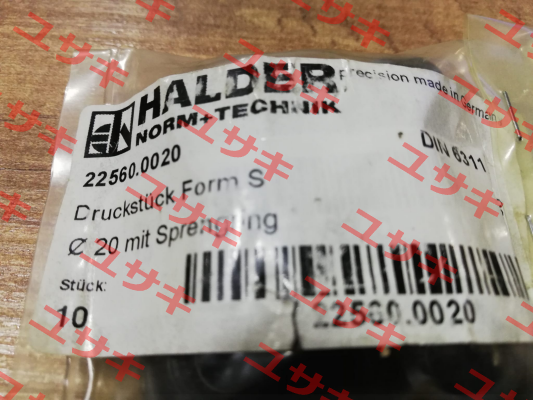 HALDER
NORM+TECHNIK
precision made in German
22560.0020
DIN 6311
Druckstück Form S
Ø 20 mit Sprengring
Stück:
10
22560.0020
ユサキ